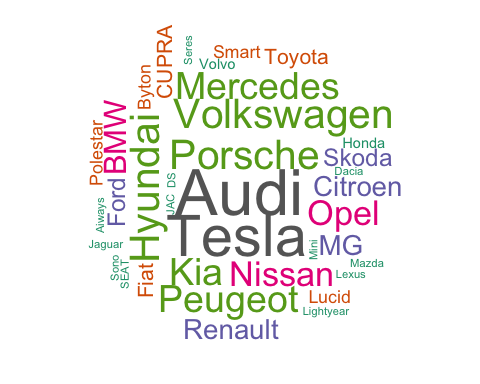 Seres
Smart
Toyota
Volvo
CUPRA
Byton
Mercedes
Volkswagen
BMW
Polestar
Hyundai
Honda
Porsche
Skoda
Dacia
DS
JAC
Audi
Citroen
Ford
Opel
Always
Tesla
MG
Mini
Jaguar
Sono
SEAT
Fiat
Kia
Nissan
Mazda
Lexus
Peugeot
Lucid
Lightyear
Renault